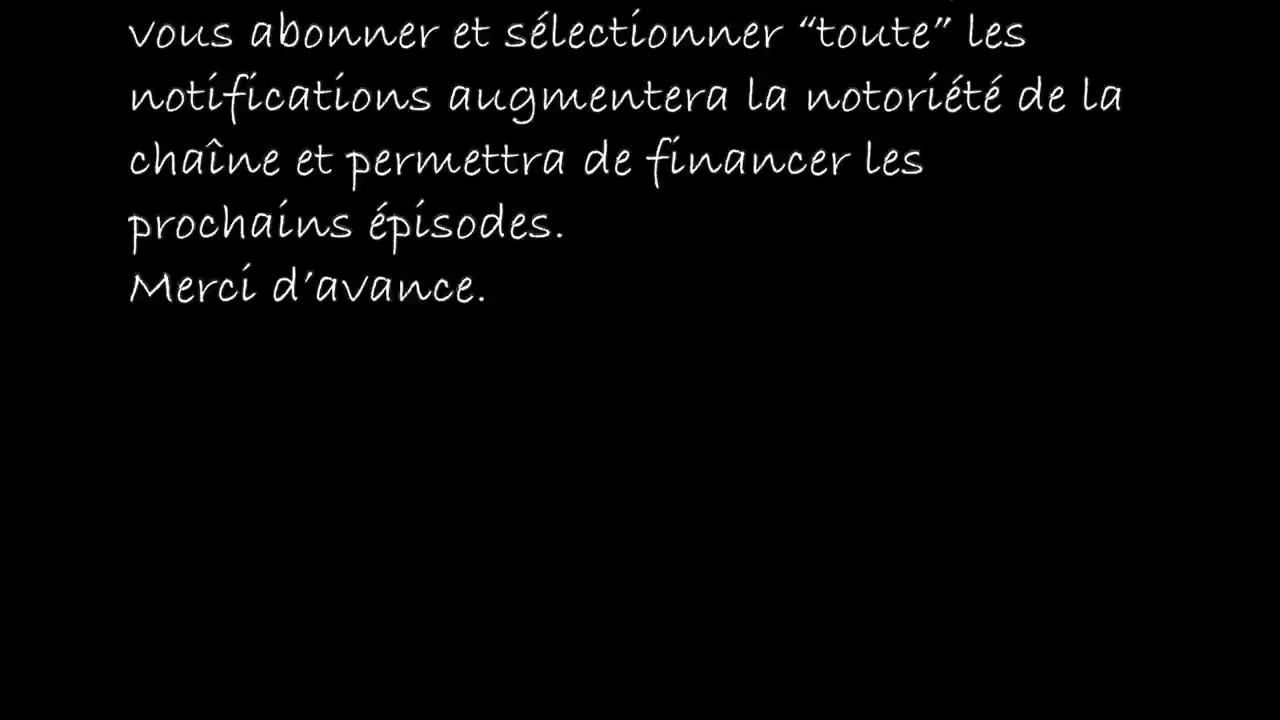 vous abonner et sélectionner “toute” les
notifications augmentera la notoriété de la
chaîne et permettra de financer les
prochains épisodes.
Merci d’avance.